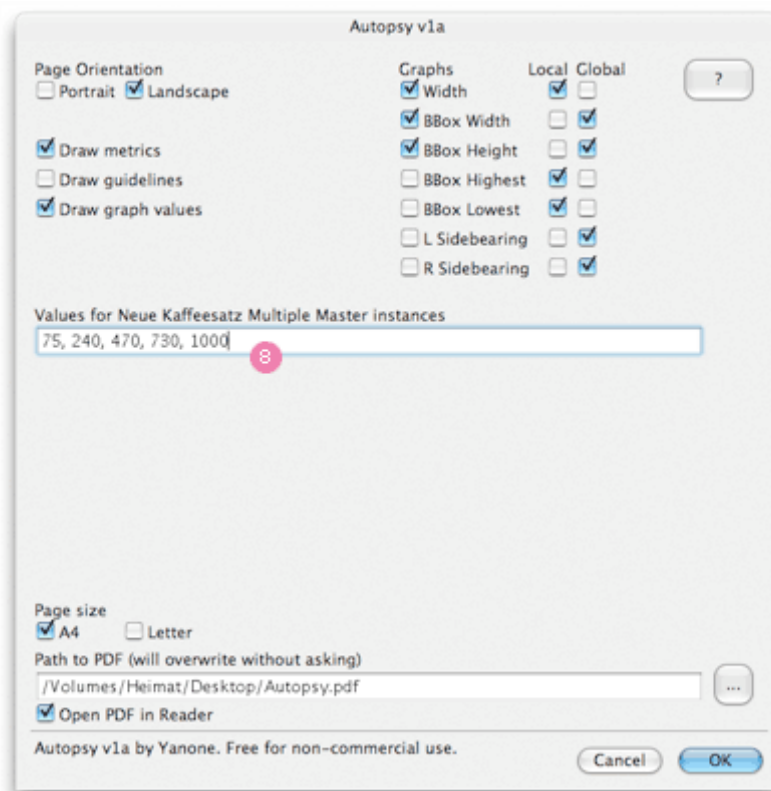 Autopsy v1a
Page Orientation
Portrait Landscape
Graphs Local Global
?
Width
BBox Width
Draw metrics
BBox Height
Draw guidelines
BBox Highest
Draw graph values
BBox Lowest
L Sidebearing
R Sidebearing
Values for Neue Kaffeesatz Multiple Master instances
75, 240, 470, 730, 1000
8
Page size
A4 Letter
Path to PDF (will overwrite without asking)
/Volumes/Heimat/Desktop/Autopsy.pdf
...
Open PDF in Reader
Autopsy v1a by Yanone. Free for non-commercial use.
Cancel OK